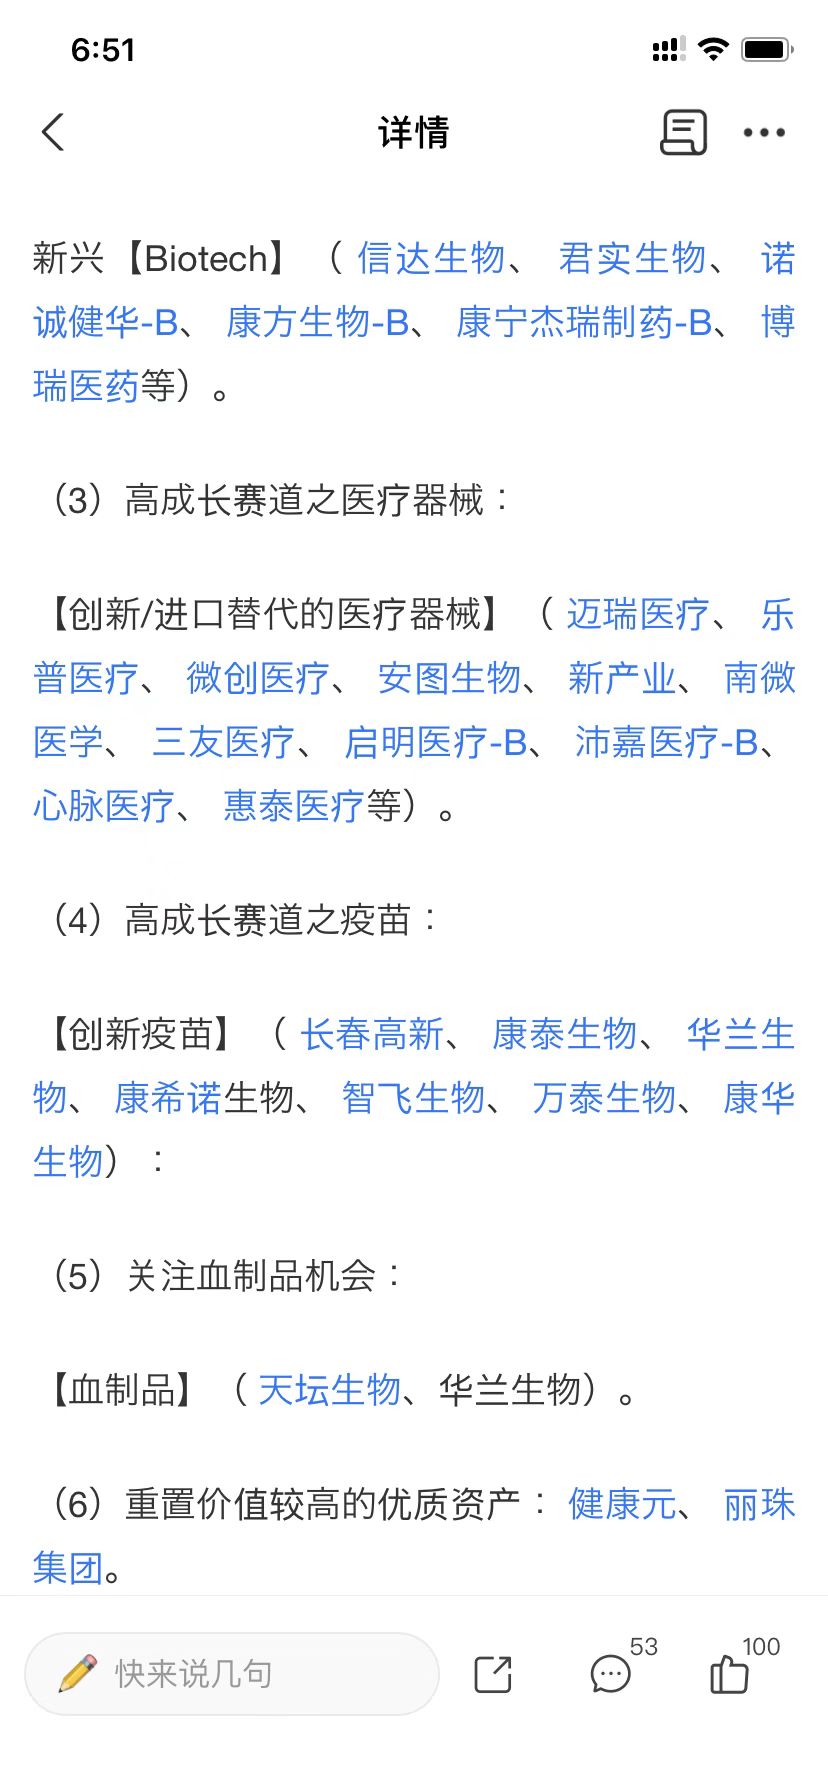 6:51
详情
新兴【Biotech】（信达生物、 君实生物、 诺
诚健华-B、 康方生物-B、 康宁杰瑞制药-B、 博
瑞医药等）。
（3）高成长赛道之医疗器械：
【创新/进口替代的医疗器械】（迈瑞医疗、 乐
普医疗、 微创医疗、 安图生物、 新产业、 南微
医学、 三友医疗、 启明医疗-B、 沛嘉医疗-B、
心脉医疗、 惠泰医疗等）。
（4）高成长赛道之疫苗：
【创新疫苗】（长春高新、 康泰生物、 华兰生
物、 康希诺生物、 智飞生物、 万泰生物、 康华
生物）：
（5）关注血制品机会：
【血制品】（天坛生物、华兰生物）。
（6）重置价值较高的优质资产：健康元、 丽珠
集团。
快来说几句
53
100